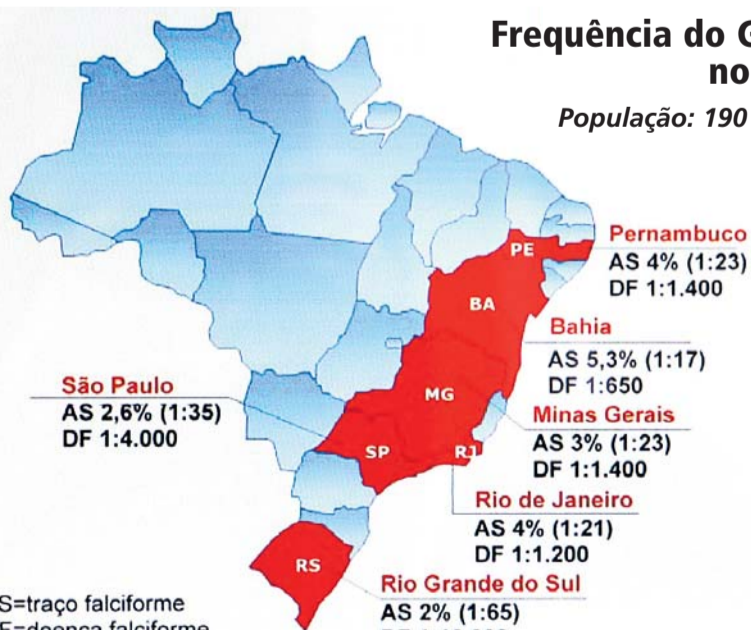 Frequência do
no
População: 190
PE
Pernambuco
AS 4% (1:23)
DF 1:1.400
BA
Bahia
AS 5,3% (1:17)
DF 1:650
São Paulo
AS 2,6% (1:35)
DF 1:4.000
MG
Minas Gerais
AS 3% (1:23)
DF 1:1.400
SP
RJ
Rio de Janeiro
AS 4% (1:21)
DF 1:1.200
RS
Rio Grande do Sul
AS 2% (1:65)
S=traço falciforme
F=doença falciforme